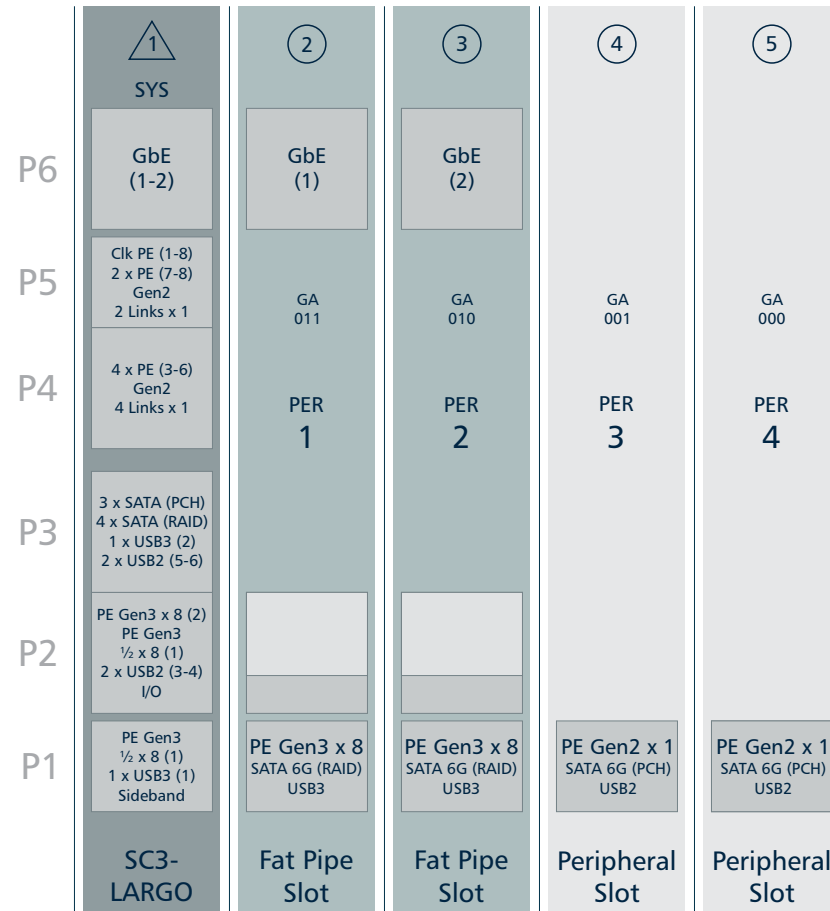 1
SYS
2
3
4
5
P6
GbE
(1-2)
GbE
(1)
GbE
(2)
P5
Clk PE (1-8)
2 x PE (7-8)
Gen2
2 Links x 1
GA
011
GA
010
GA
001
GA
000
P4
4 x PE (3-6)
Gen2
4 Links x 1
PER
1
PER
2
PER
3
PER
4
P3
3 x SATA (PCH)
4 x SATA (RAID)
1 x USB3 (2)
2 x USB2 (5-6)
P2
PE Gen3 x 8 (2)
PE Gen3
½ x 8 (1)
2 x USB2 (3-4)
I/O
P1
PE Gen3
½ x 8 (1)
1 x USB3 (1)
Sideband
PE Gen3 x 8
SATA 6G (RAID)
USB3
PE Gen3 x 8
SATA 6G (RAID)
USB3
PE Gen2 x 1
SATA 6G (PCH)
USB2
PE Gen2 x 1
SATA 6G (PCH)
USB2
SC3-
LARGO
Fat Pipe
Slot
Fat Pipe
Slot
Peripheral
Slot
Peripheral
Slot